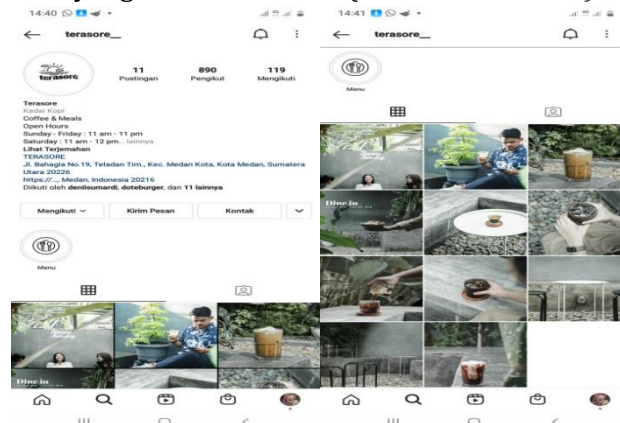 14:40
terasore__
terasore
11
Postingan
890
Pengikut
119
Mengikuti
Terasore
Kedai Kopi
Coffee & Meals
Open Hours
Sunday - Friday : 11 am - 11 pm
Saturday : 11 am - 12 pm... lainnya
Lihat Terjemahan
TERASORE
Jl. Bahagia No.19, Teladan Tim., Kec. Medan Kota, Kota Medan, Sumatera
Utara 20226
https://..., Medan, Indonesia 20216
Diikuti oleh deniisumardi, doteburger, dan 11 lainnya
Mengikuti
Kirim Pesan
Kontak
Menu
Dine in
14:41
terasore__
Menu
Dine in